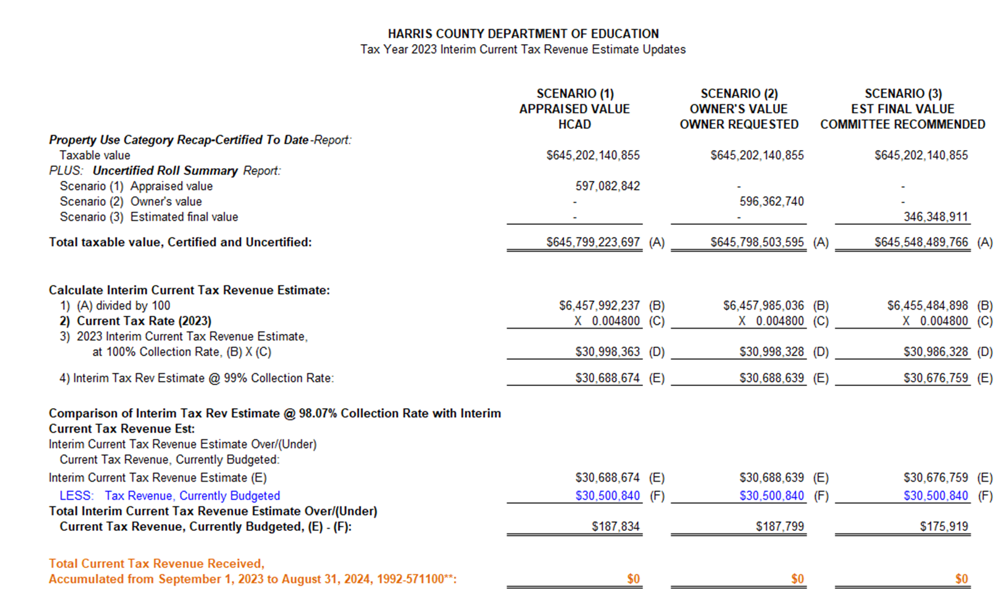 HARRIS COUNTY DEPARTMENT OF EDUCATION
Tax Year 2023 Interim Current Tax Revenue Estimate Updates
SCENARIO (1) SCENARIO (2) SCENARIO (3)
APPRAISED VALUE OWNER'S VALUE EST FINAL VALUE
HCAD OWNER REQUESTED COMMITTEE RECOMMENDED
Property Use Category Recap-Certified To Date-Report:
Taxable value $645,202,140,855 $645,202,140,855 $645,202,140,855
PLUS: Uncertified Roll Summary Report:
Scenario (1) Appraised value 597,082,842 - -
Scenario (2) Owner's value - 596,362,740 -
Scenario (3) Estimated final value - - 346,348,911
Total taxable value, Certified and Uncertified: $645,799,223,697 (A) $645,798,503,595 (A) $645,548,489,766 (A)
Calculate Interim Current Tax Revenue Estimate:
1) (A) divided by 100 $6,457,992,237 (B) $6,457,985,036 (B) $6,455,484,898 (B)
2) Current Tax Rate (2023) X 0.004800 (C) X 0.004800 (C) X 0.004800 (C)
3) 2023 Interim Current Tax Revenue Estimate,
at 100% Collection Rate, (B) X (C) $30,998,363 (D) $30,998,328 (D) $30,986,328 (D)
4) Interim Tax Rev Estimate @ 99% Collection Rate: $30,688,674 (E) $30,688,639 (E) $30,676,759 (E)
Comparison of Interim Tax Rev Estimate @ 98.07% Collection Rate with Interim
Current Tax Revenue Est:
Interim Current Tax Revenue Estimate Over/(Under)
Current Tax Revenue, Currently Budgeted:
Interim Current Tax Revenue Estimate (E) $30,688,674 (E) $30,688,639 (E) $30,676,759 (E)
LESS: Tax Revenue, Currently Budgeted $30,500,840 (F) $30,500,840 (F) $30,500,840 (F)
Total Interim Current Tax Revenue Estimate Over/(Under)
Current Tax Revenue, Currently Budgeted, (E) - (F): $187,834 $187,799 $175,919
Total Current Tax Revenue Received,
Accumulated from September 1, 2023 to August 31, 2024, 1992-571100**: $0 $0 $0